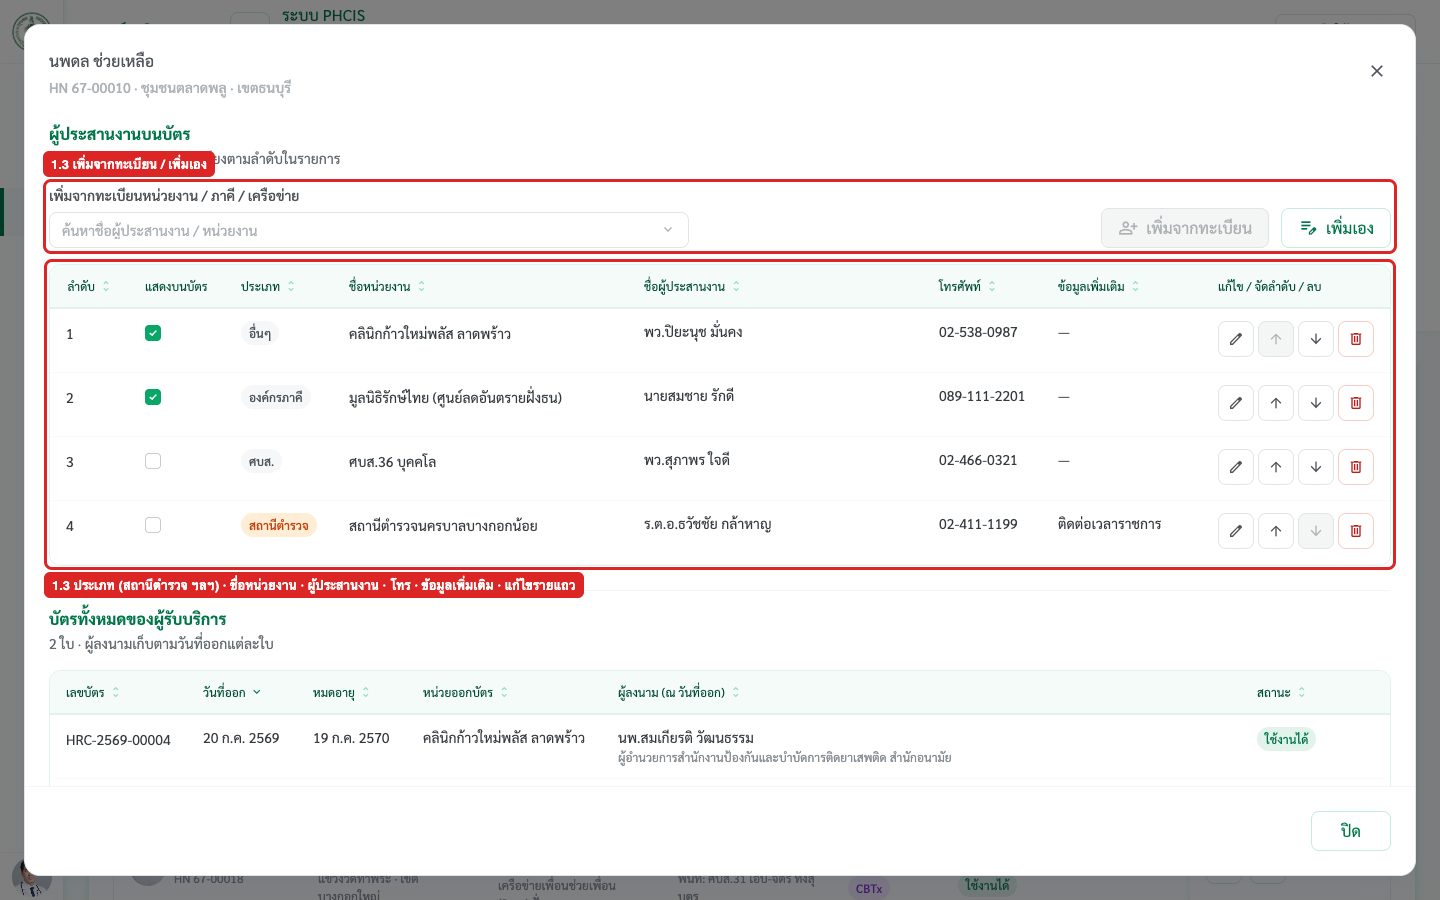 ระบบ PHCIS
นพดล ช่วยเหลือ
HN 67-00010 · ชุมชนตลาดพลู · เขตธนบุรี
ผู้ประสานงานบนบัตร
1.3 เพิ่มจากทะเบียน / เพิ่มเอง
ยงตามลำดับในรายการ
เพิ่มจากทะเบียนหน่วยงาน / ภาคี / เครือข่าย
ค้นหาชื่อผู้ประสานงาน / หน่วยงาน
เพิ่มจากทะเบียน
เพิ่มเอง
ลำดับ แสดงบนบัตร ประเภท ชื่อหน่วยงาน ชื่อผู้ประสานงาน โทรศัพท์ ข้อมูลเพิ่มเติม แก้ไข / จัดลำดับ / ลบ
1 อื่นๆ คลินิกก้าวใหม่พลัส ลาดพร้าว พว.ปิยะนุช มั่นคง 02-538-0987 —
2 องค์กรภาคี มูลนิธิรักษ์ไทย (ศูนย์ลดอันตรายฝั่งธน) นายสมชาย รักดี 089-111-2201 —
3 ศบส. ศบส.36 บุคคโล พว.สุภาพร ใจดี 02-466-0321 —
4 สถานีตำรวจ สถานีตำรวจนครบาลบางกอกน้อย ร.ต.อ.ธวัชชัย กล้าหาญ 02-411-1199 ติดต่อเวลาราชการ
1.3 ประเภท (สถานีตำรวจ ฯลฯ) · ชื่อหน่วยงาน · ผู้ประสานงาน · โทร · ข้อมูลเพิ่มเติม · แก้ไขรายแถว
บัตรทั้งหมดของผู้รับบริการ
2 ใบ · ผู้ลงนามเก็บตามวันที่ออกแต่ละใบ
เลขบัตร วันที่ออก หมดอายุ หน่วยออกบัตร ผู้ลงนาม (ณ วันที่ออก) สถานะ
HRC-2569-00004 20 ก.ค. 2569 19 ก.ค. 2570 คลินิกก้าวใหม่พลัส ลาดพร้าว นพ.สมเกียรติ วัฒนธรรม ใช้งานได้
ผู้อำนวยการสำนักงานป้องกันและบำบัดการติดยาเสพติด สำนักอนามัย
ปิด
HN 67-00018
เครือข่ายเพื่อนช่วยเพื่อน
CBTx
ใช้งานได้